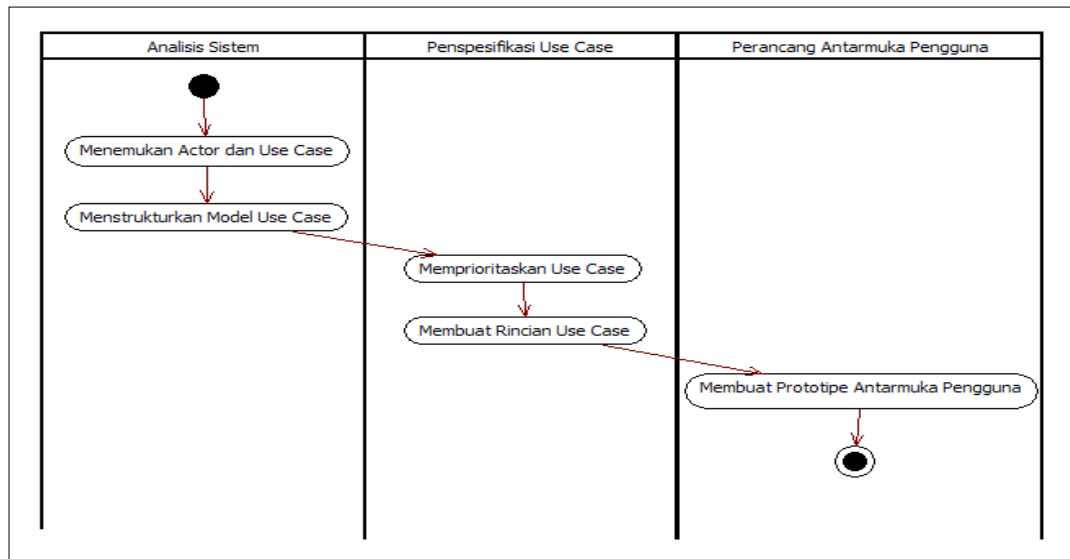 Analisis Sistem
Penspesifikasi Use Case
Perancang Antarmuka Pengguna
Menemukan Actor dan Use Case
Menstrukturkan Model Use Case
Memprioritaskan Use Case
Membuat Rincian Use Case
Membuat Prototipe Antarmuka Pengguna